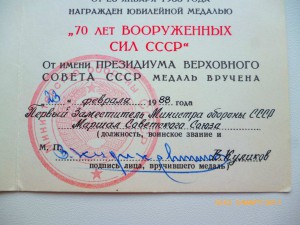 ОТ 28 ЯНВАРЯ 1988 ГОДА
НАГРАЖДЕН ЮБИЛЕЙНОЙ МЕДАЛЬЮ
„70 ЛЕТ ВООРУЖЕННЫХ
СИЛ СССР"
ОТ ИМЕНИ ПРЕЗИДИУМА ВЕРХОВНОГО
СОВЕТА СССР МЕДАЛЬ ВРУЧЕНА
февраля 1988 года
Первый Заместитель Министра обороны СССР
Маршал Советского Союза
(должность, воинское звание и
М. П. В.Куликов
подпись лица, вручившего медаль)